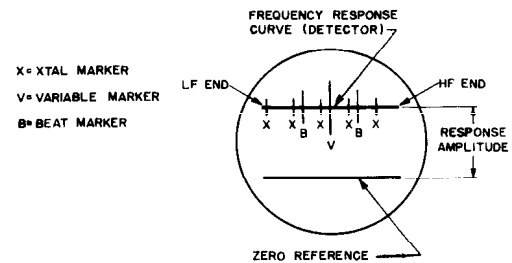 FREQUENCY RESPONSE
CURVE (DETECTOR)
X= XTAL MARKER
V= VARIABLE MARKER
B= BEAT MARKER
LF END
HF END
X X B X V X B X
RESPONSE
AMPLITUDE
ZERO REFERENCE